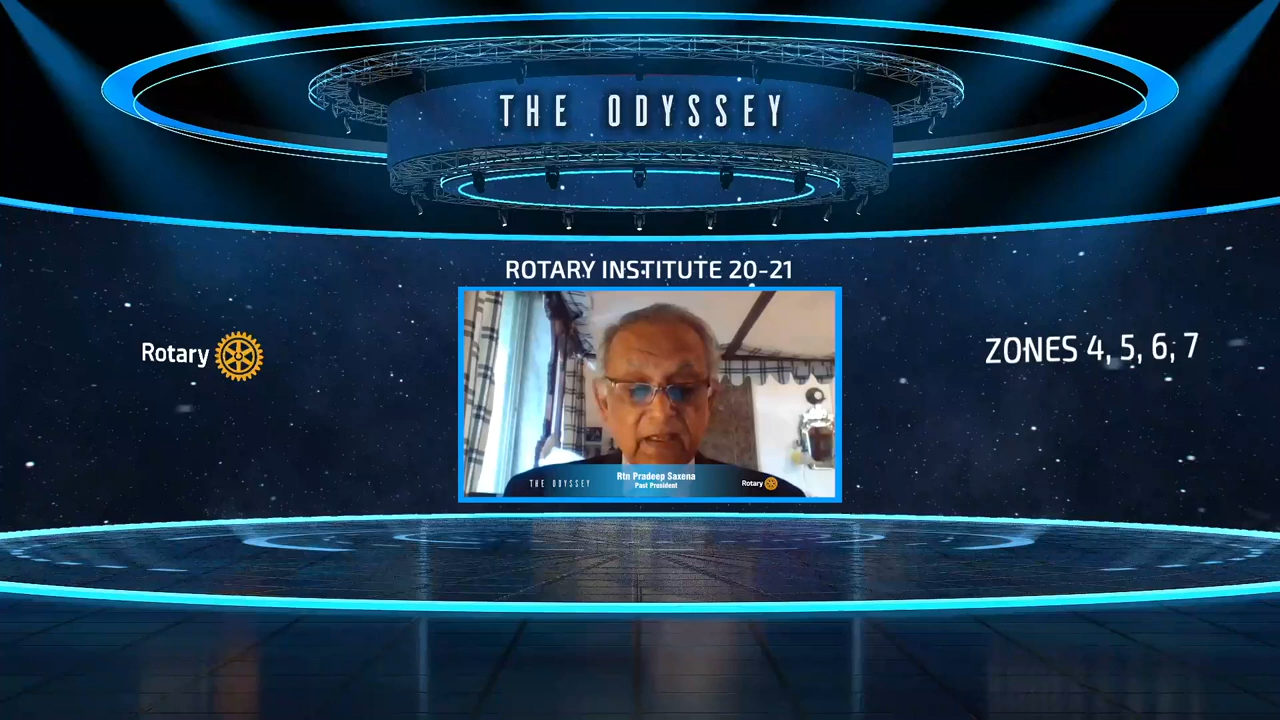 THE ODYSSEY
ROTARY INSTITUTE 20-21
Rotary
ZONES 4, 5, 6, 7
Rtn Pradeep Saxena
Past President
THE ODYSSEY
Rotary